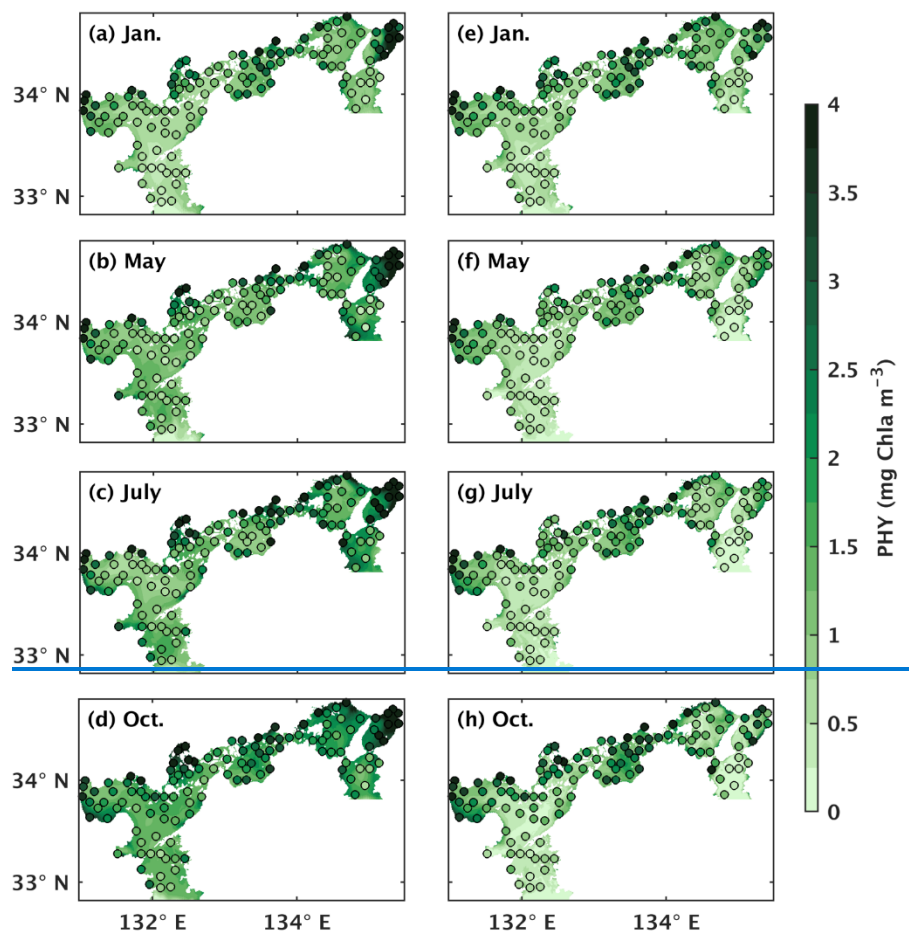 (a) Jan.
(e) Jan.
34° N
33° N
(b) May
(f) May
34° N
33° N
(c) July
(g) July
34° N
33° N
(d) Oct.
(h) Oct.
34° N
33° N
132° E
134° E
132° E
134° E
4
3.5
3
2.5
2
1.5
1
0.5
0
PHY (mg Chla m⁻³)